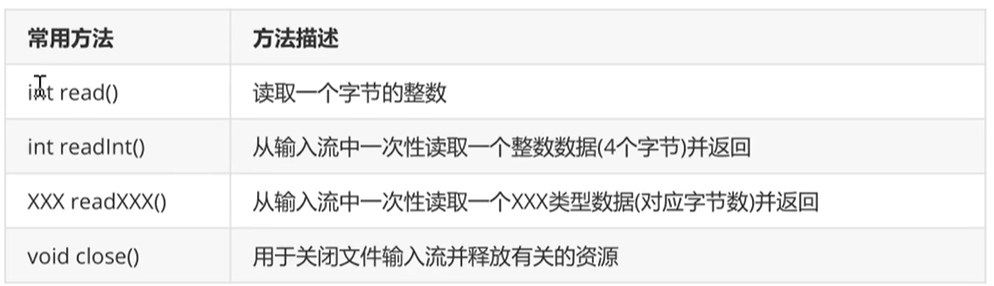 常用方法 方法描述
int read() 读取一个字节的整数
int readInt() 从输入流中一次性读取一个整数数据(4个字节)并返回
XXX readXXX() 从输入流中一次性读取一个XXX类型数据(对应字节数)并返回
void close() 用于关闭文件输入流并释放有关的资源